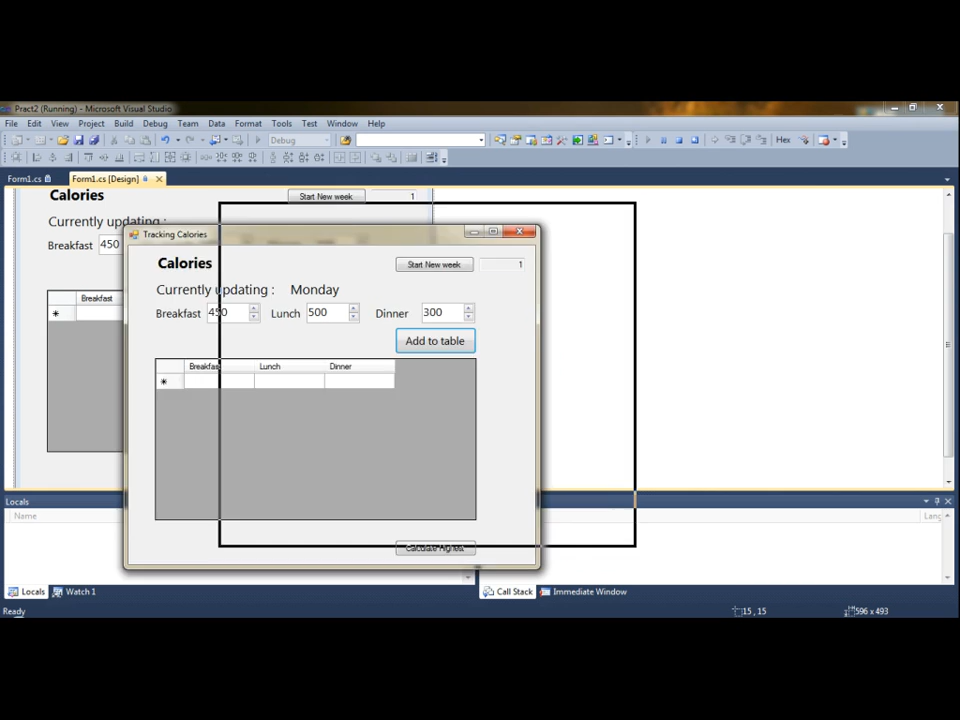 Pract2 (Running) - Microsoft Visual Studio
File Edit View Project Build Debug Team Data Format Tools Test Window Help
Debug Hex
Form1.cs Form1.cs [Design]
Calories Start New week 1
Currently updating :
Breakfast 450
Breakfast
Tracking Calories
Calories Start New week 1
Currently updating : Monday
Breakfast 450 Lunch 500 Dinner 300
Add to table
Breakfast Lunch Dinner
Calculate Highest
Locals
Name Lang
Locals Watch 1 Call Stack Immediate Window
Ready 15 , 15 596 x 493